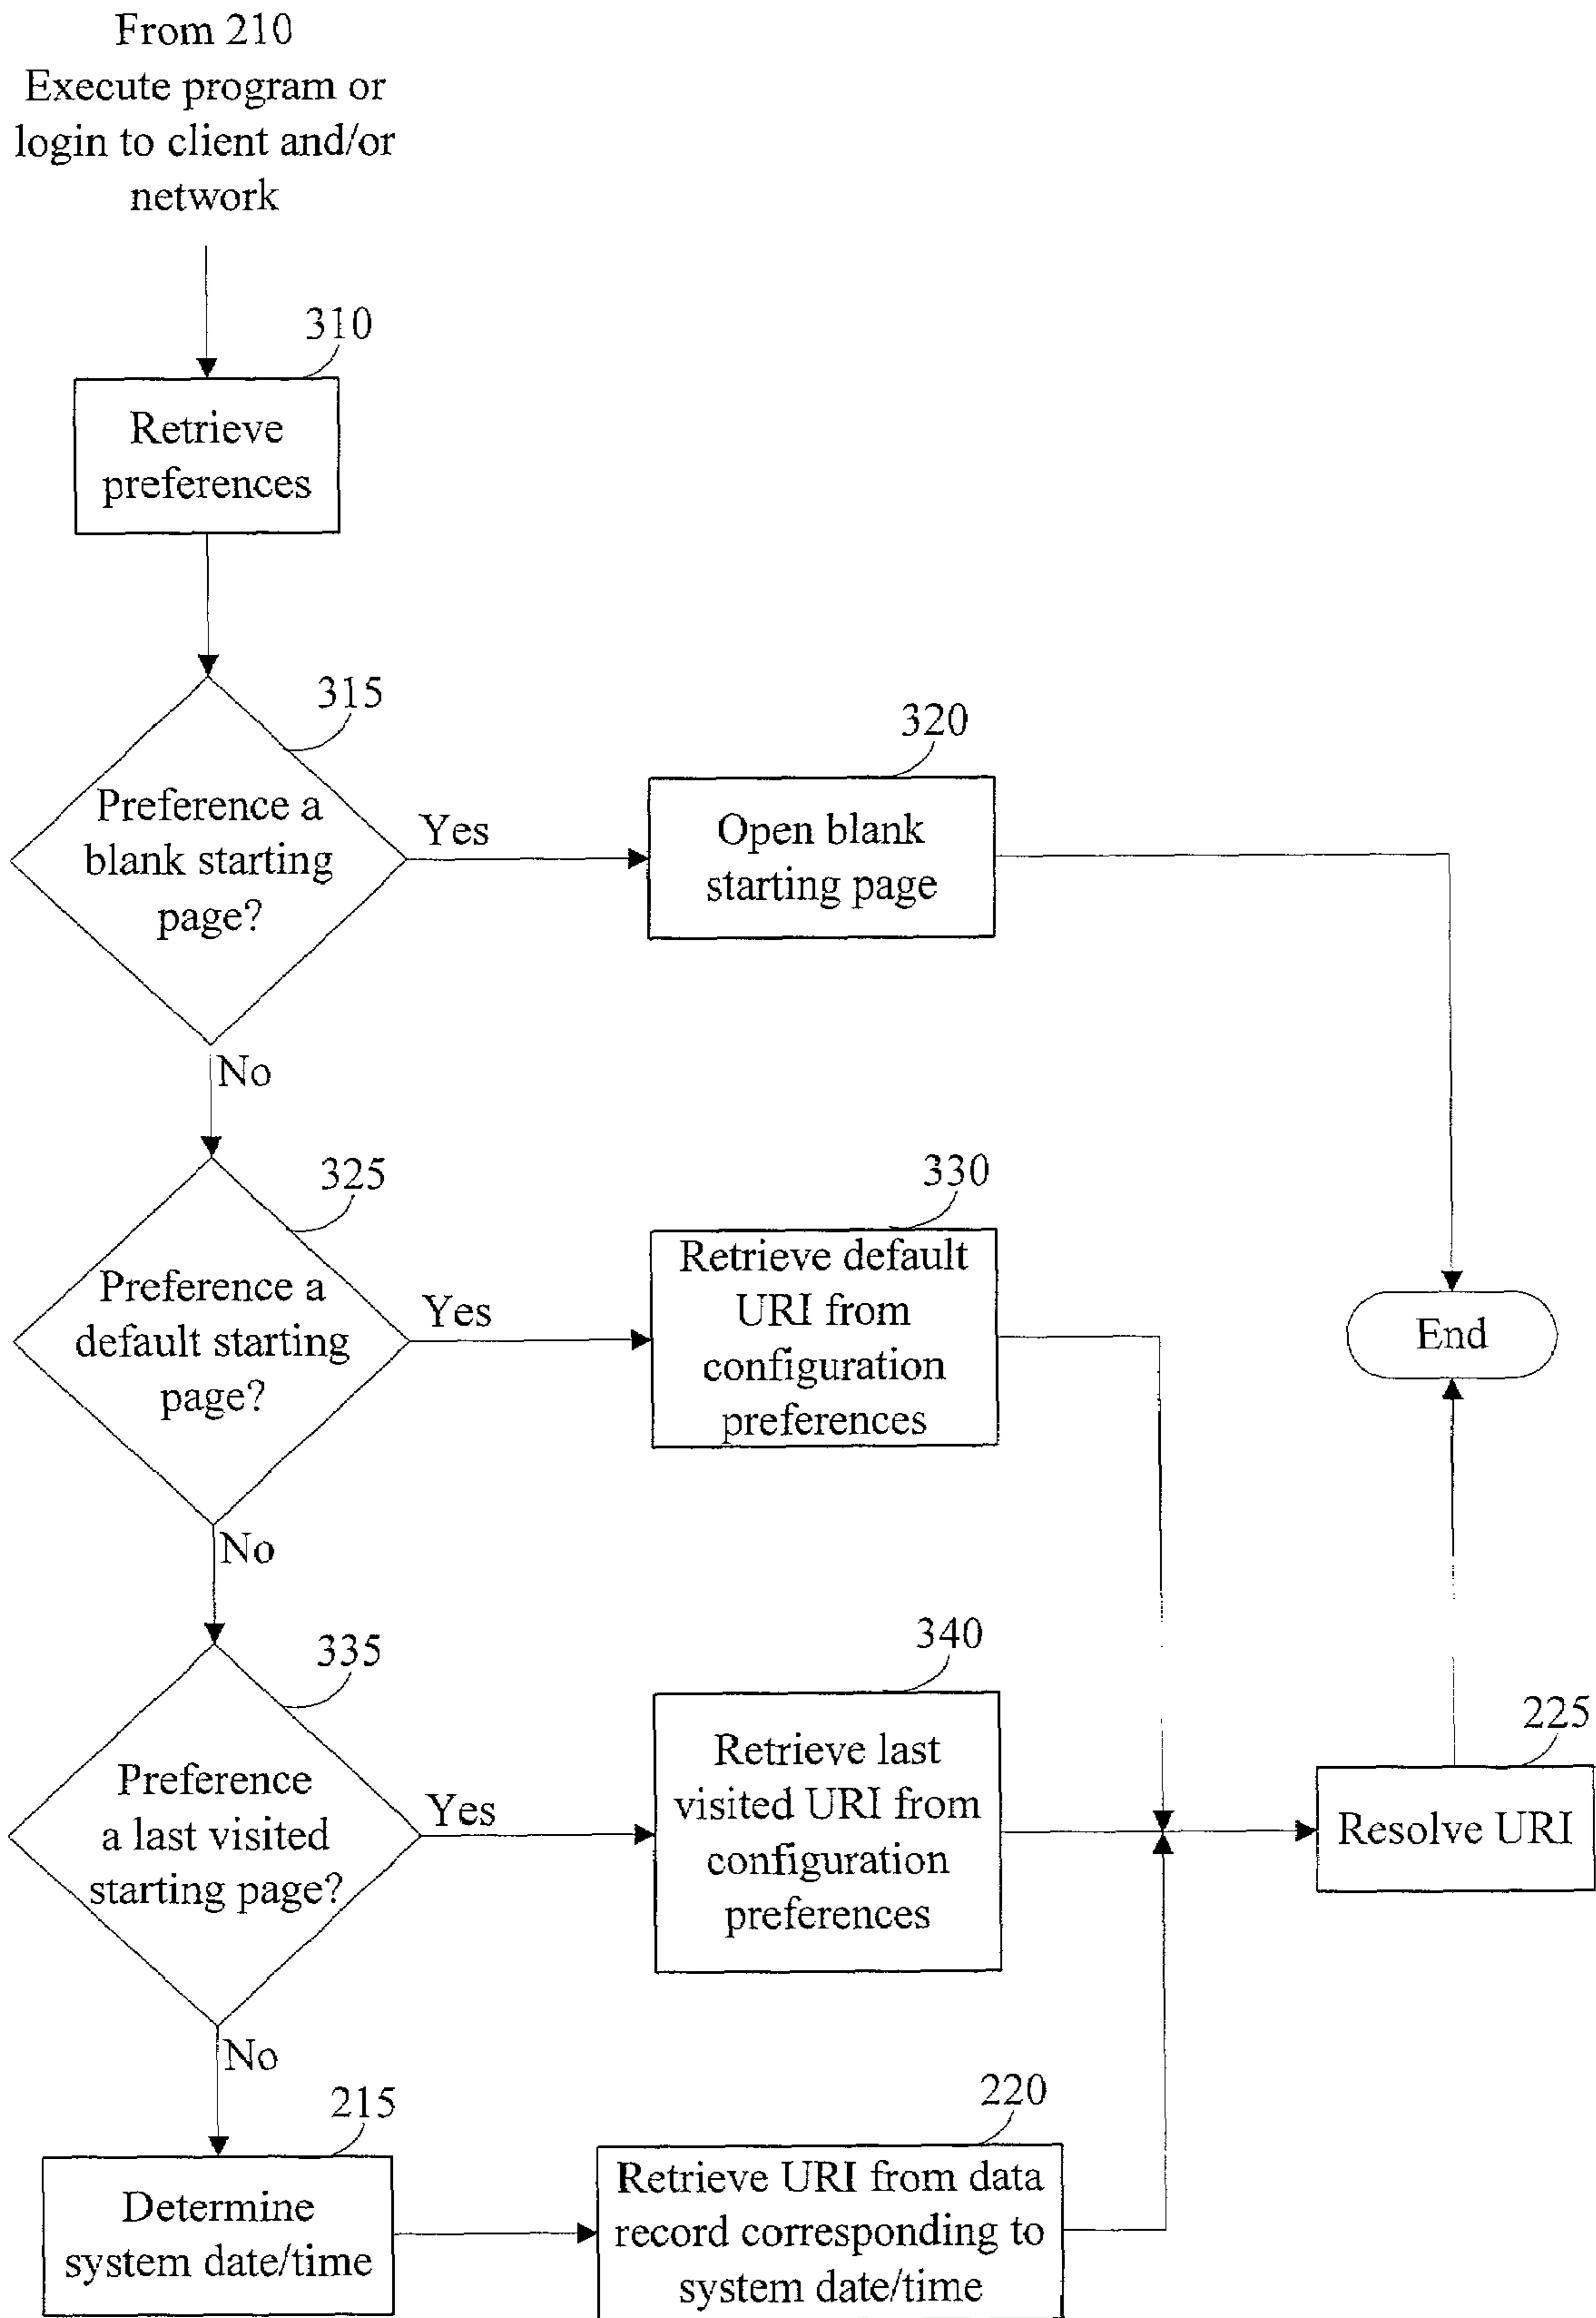 From 210
Execute program or
login to client and/or
network
310
Retrieve
preferences
315
Preference a
blank starting
page?
Yes
320
Open blank
starting page
No
325
Preference a
default starting
page?
Yes
330
Retrieve default
URI from
configuration
preferences
End
No
335
Preference
a last visited
starting page?
Yes
340
Retrieve last
visited URI from
configuration
preferences
225
Resolve URI
No
215
Determine
system date/time
220
Retrieve URI from data
record corresponding to
system date/time